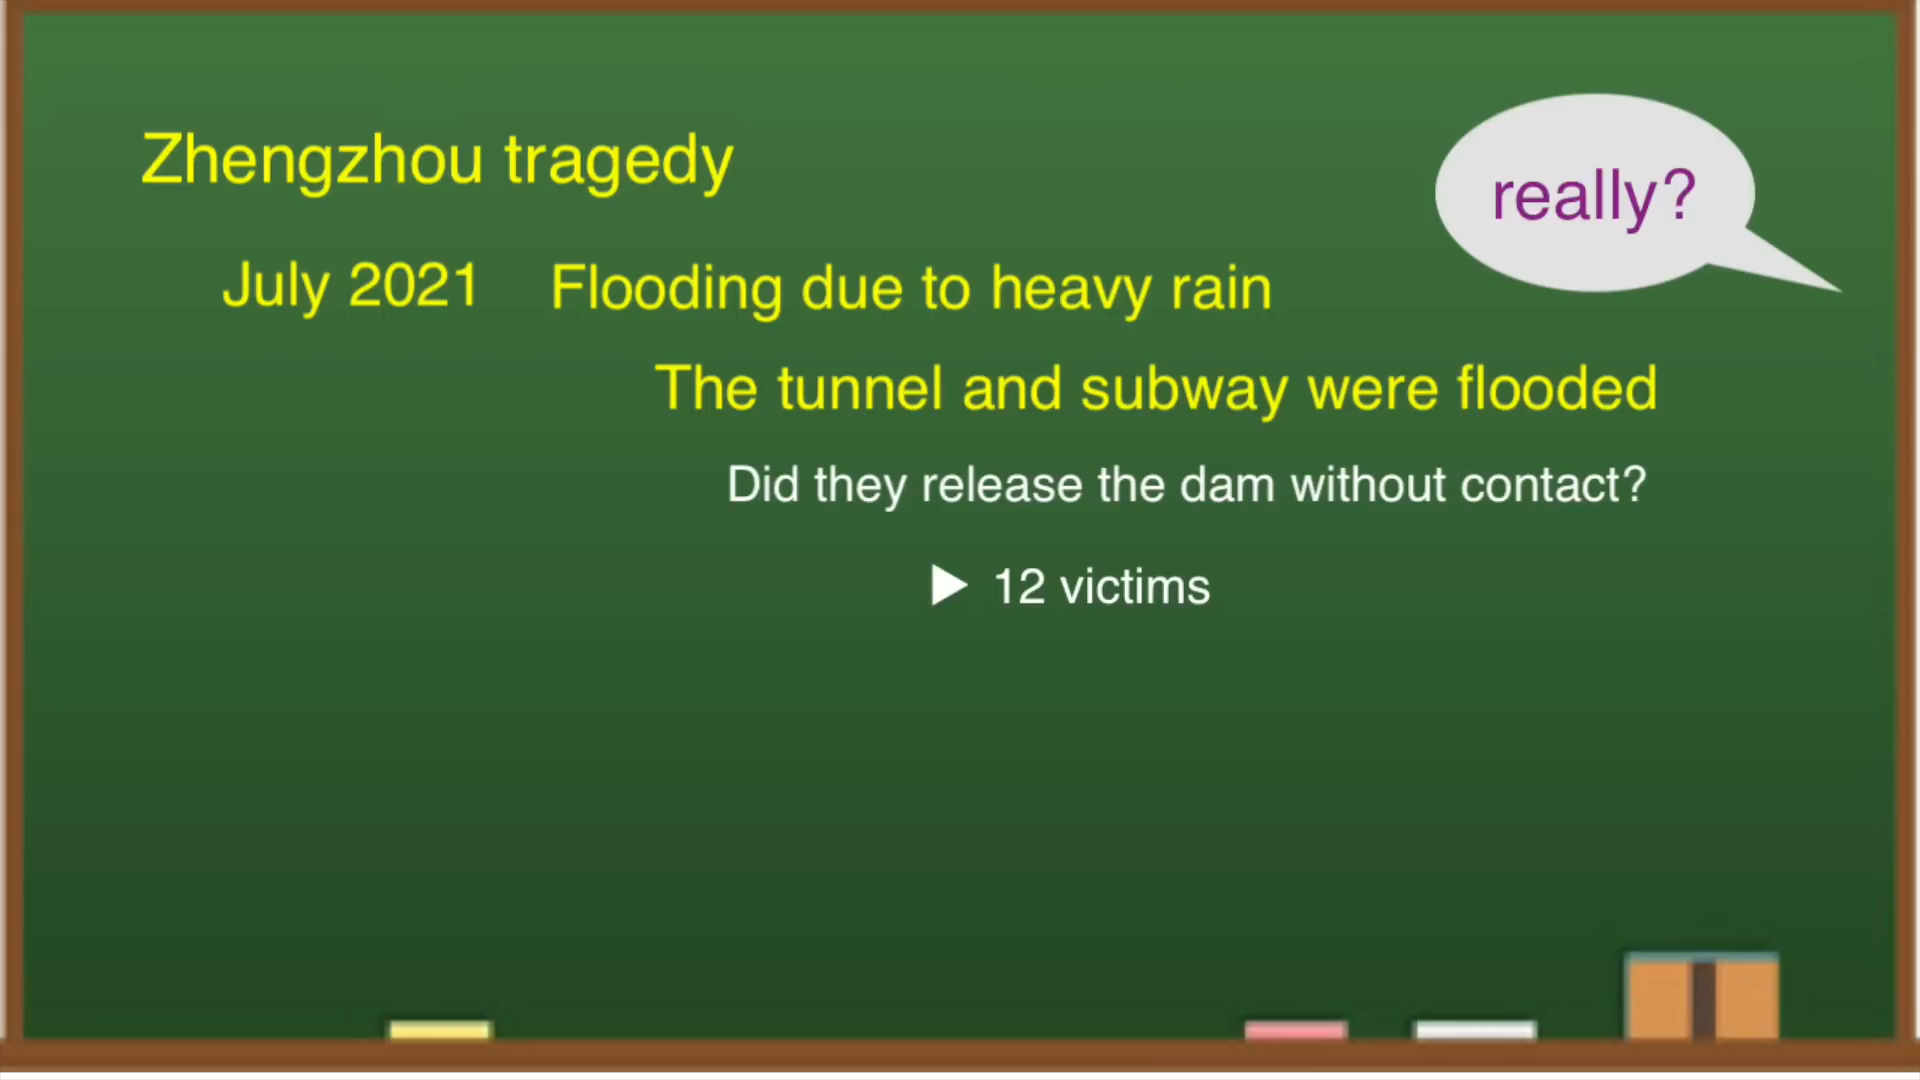 Zhengzhou tragedy
really?
July 2021 Flooding due to heavy rain
The tunnel and subway were flooded
Did they release the dam without contact?
▶ 12 victims